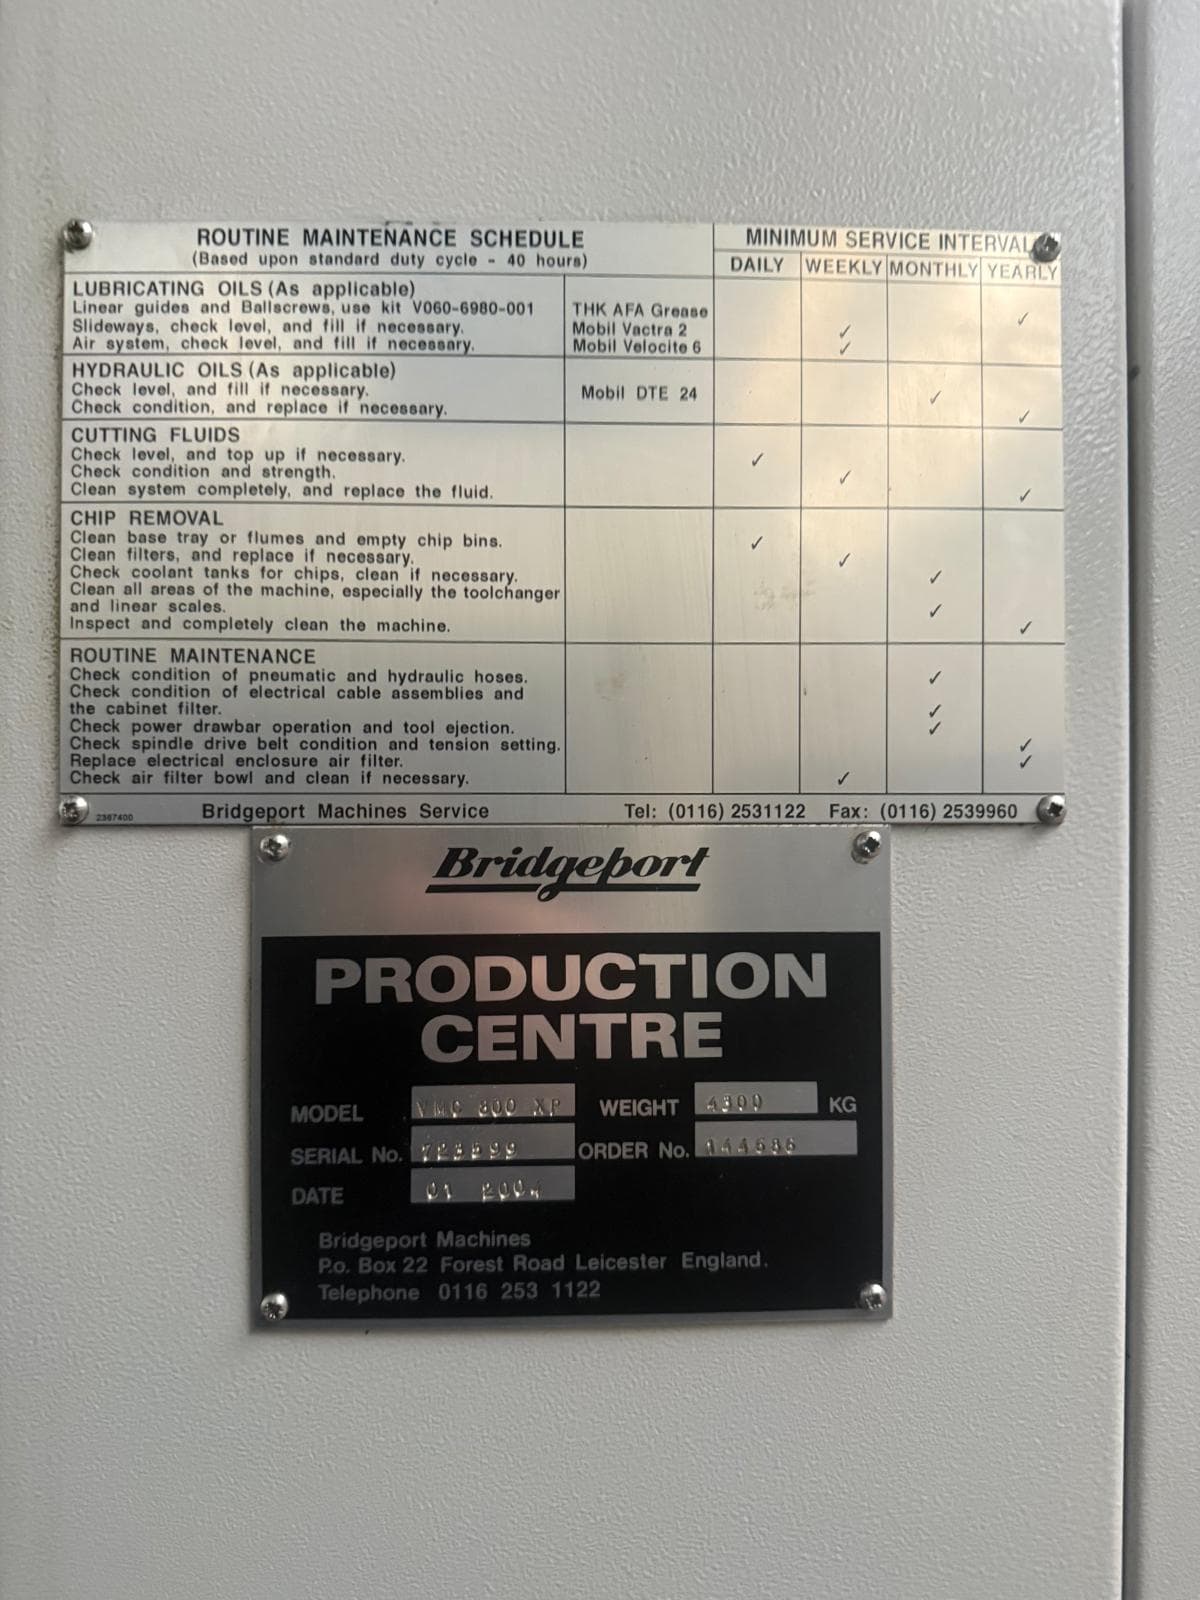 ROUTINE MAINTENANCE SCHEDULE
(Based upon standard duty cycle - 40 hours)
MINIMUM SERVICE INTERVAL
DAILY WEEKLY MONTHLY YEARLY
LUBRICATING OILS (As applicable)
Linear guides and Ballscrews, use kit V060-6980-001 THK AFA Grease ✓
Slideways, check level, and fill if necessary. Mobil Vactra 2 ✓
Air system, check level, and fill if necessary. Mobil Velocite 6 ✓
HYDRAULIC OILS (As applicable)
Check level, and fill if necessary. Mobil DTE 24 ✓
Check condition, and replace if necessary. ✓
CUTTING FLUIDS
Check level, and top up if necessary. ✓
Check condition and strength. ✓
Clean system completely, and replace the fluid. ✓
CHIP REMOVAL
Clean base tray or flumes and empty chip bins. ✓
Clean filters, and replace if necessary. ✓
Check coolant tanks for chips, clean if necessary. ✓
Clean all areas of the machine, especially the toolchanger
and linear scales. ✓
Inspect and completely clean the machine. ✓
ROUTINE MAINTENANCE
Check condition of pneumatic and hydraulic hoses. ✓
Check condition of electrical cable assemblies and
the cabinet filter. ✓
Check power drawbar operation and tool ejection. ✓
Check spindle drive belt condition and tension setting. ✓
Replace electrical enclosure air filter. ✓
Check air filter bowl and clean if necessary. ✓
2367400 Bridgeport Machines Service Tel: (0116) 2531122 Fax: (0116) 2539960
Bridgeport
PRODUCTION
CENTRE
MODEL VMC 800 XP WEIGHT KG
SERIAL No. ORDER No.
DATE 01 2004
Bridgeport Machines
P.o. Box 22 Forest Road Leicester England.
Telephone 0116 253 1122